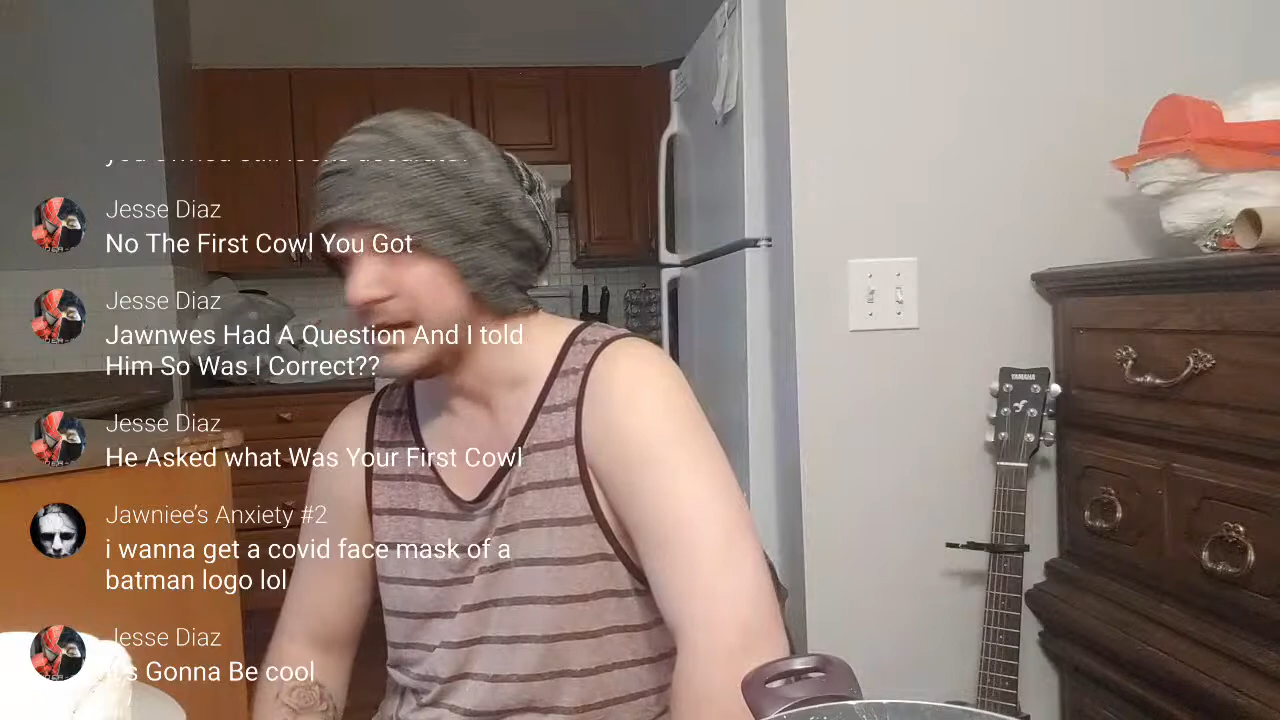 Jesse Diaz
No The First Cowl You Got
Jesse Diaz
Jawnwes Had A Question And I told
Him So Was I Correct??
Jesse Diaz
He Asked what Was Your First Cowl
Jawniee's Anxiety #2
i wanna get a covid face mask of a
batman logo lol
Jesse Diaz
It's Gonna Be cool
YAMAHA